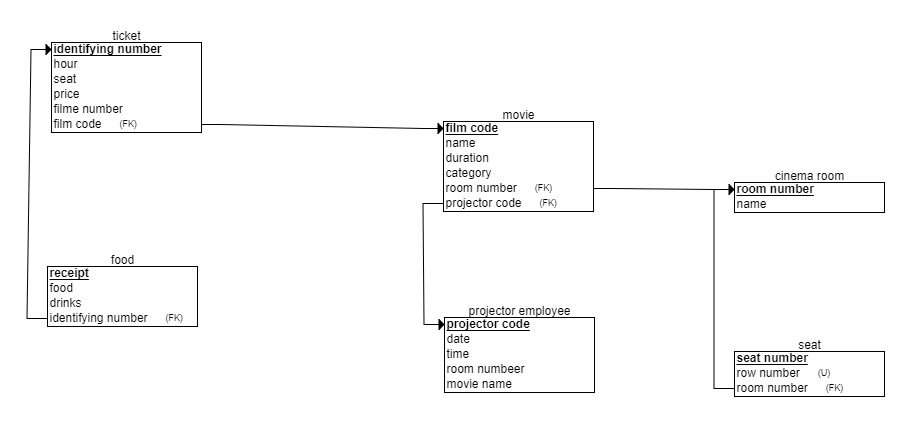 ticket
identifying number
hour
seat
price
filme number
film code (FK)
movie
film code
name
duration
category
room number (FK)
projector code (FK)
cinema room
room number
name
food
receipt
food
drinks
identifying number (FK)
projector employee
projector code
date
time
room numbeer
movie name
seat
seat number
row number (U)
room number (FK)